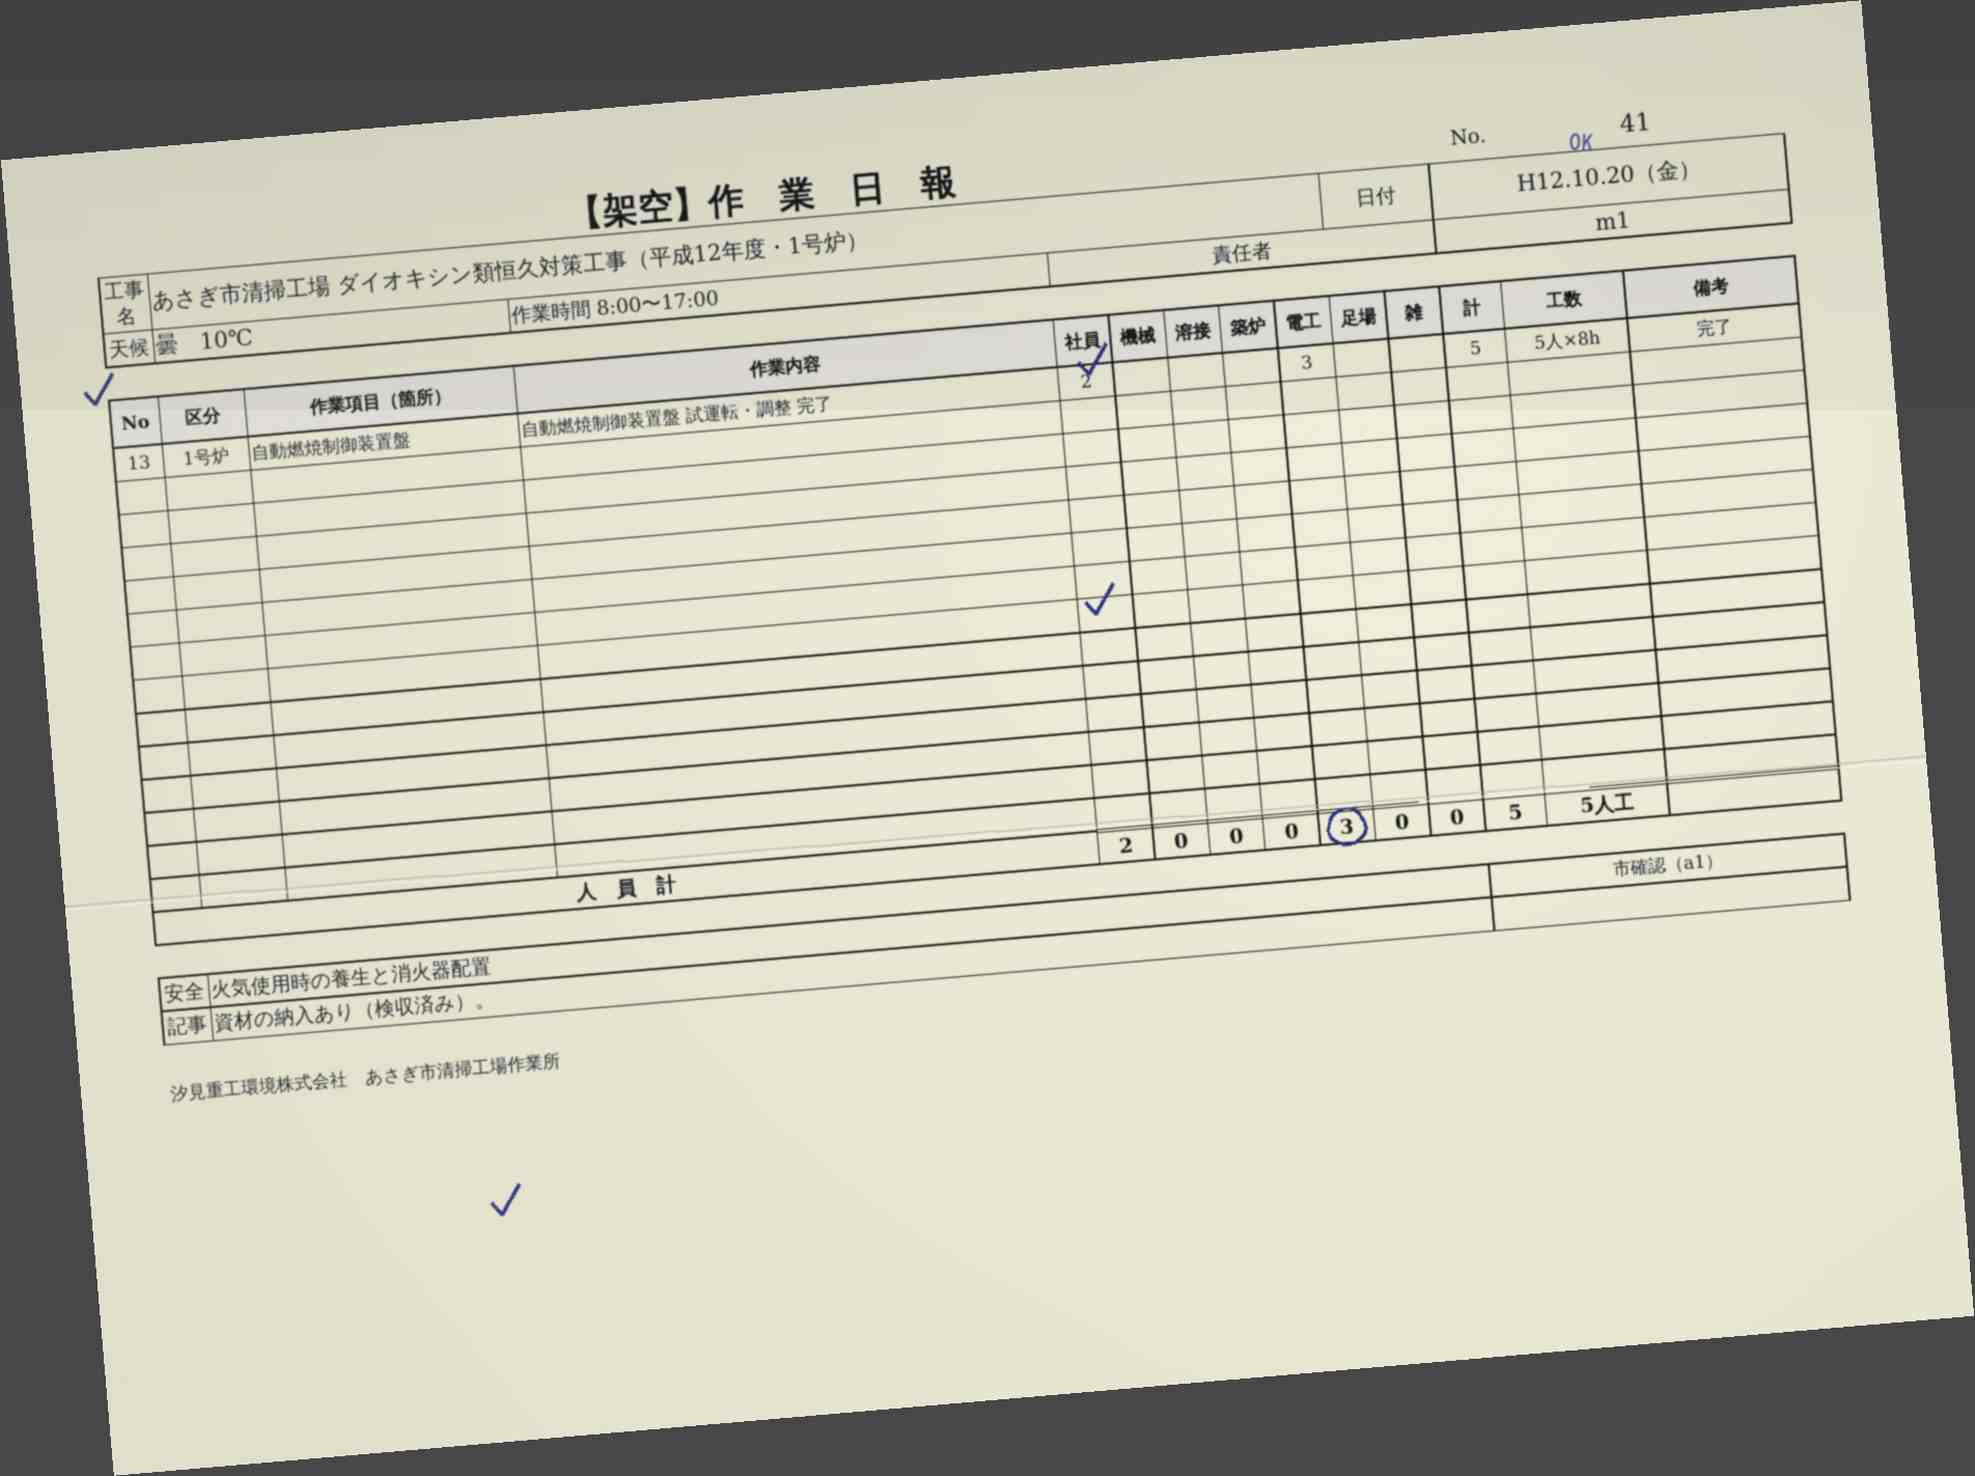 No. OK 41
【架空】作 業 日 報
工事名 あさぎ市清掃工場 ダイオキシン類恒久対策工事（平成12年度・1号炉） 日付 H12.10.20（金）
天候 曇 10℃ 作業時間 8:00〜17:00 責任者 m1
No 区分 作業項目（箇所） 作業内容 社員 機械 溶接 築炉 電工 足場 雑 計 工数 備考
13 1号炉 自動燃焼制御装置盤 自動燃焼制御装置盤 試運転・調整 完了 2 3 5 5人×8h 完了
人 員 計 2 0 0 0 3 0 0 5 5人工
安全 火気使用時の養生と消火器配置 市確認（a1）
記事 資材の納入あり（検収済み）。
汐見重工環境株式会社 あさぎ市清掃工場作業所